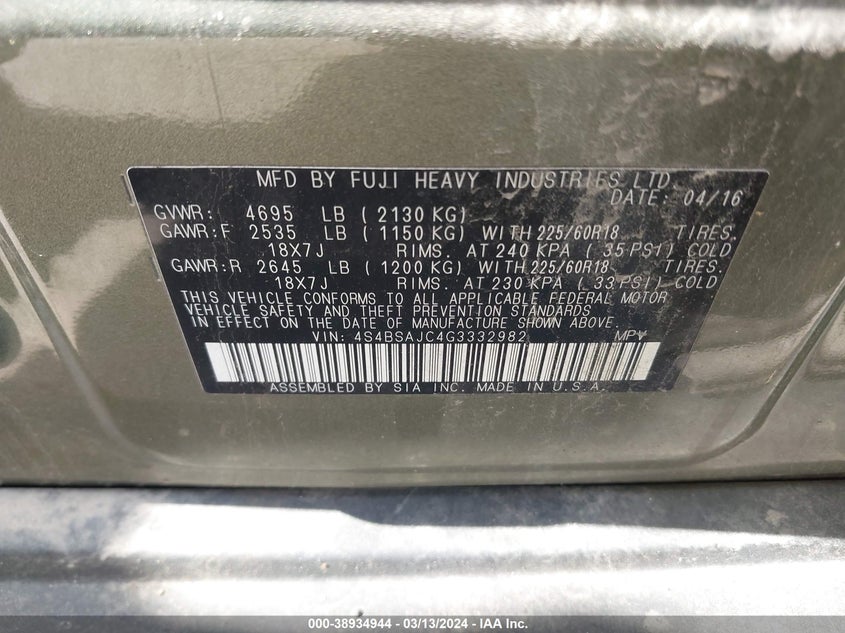 MFD BY FUJI HEAVY INDUSTRIES LTD.
DATE: 04/16
GVWR: 4695 LB ( 2130 KG)
GAWR:F 2535 LB ( 1150 KG) WITH 225/60R18 TIRES.
18X7J RIMS. AT 240 KPA ( 35 PSI) COLD
GAWR:R 2645 LB ( 1200 KG) WITH 225/60R18 TIRES.
18X7J RIMS. AT 230 KPA ( 33 PSI) COLD
THIS VEHICLE CONFORMS TO ALL APPLICABLE FEDERAL MOTOR
VEHICLE SAFETY AND THEFT PREVENTION STANDARDS
IN EFFECT ON THE DATE OF MANUFACTURE SHOWN ABOVE.
VIN: 4S4BSAJC4G3332982 MPV
ASSEMBLED BY SIA INC. MADE IN U.S.A.
000-38934944 - 03/13/2024 - IAA Inc.